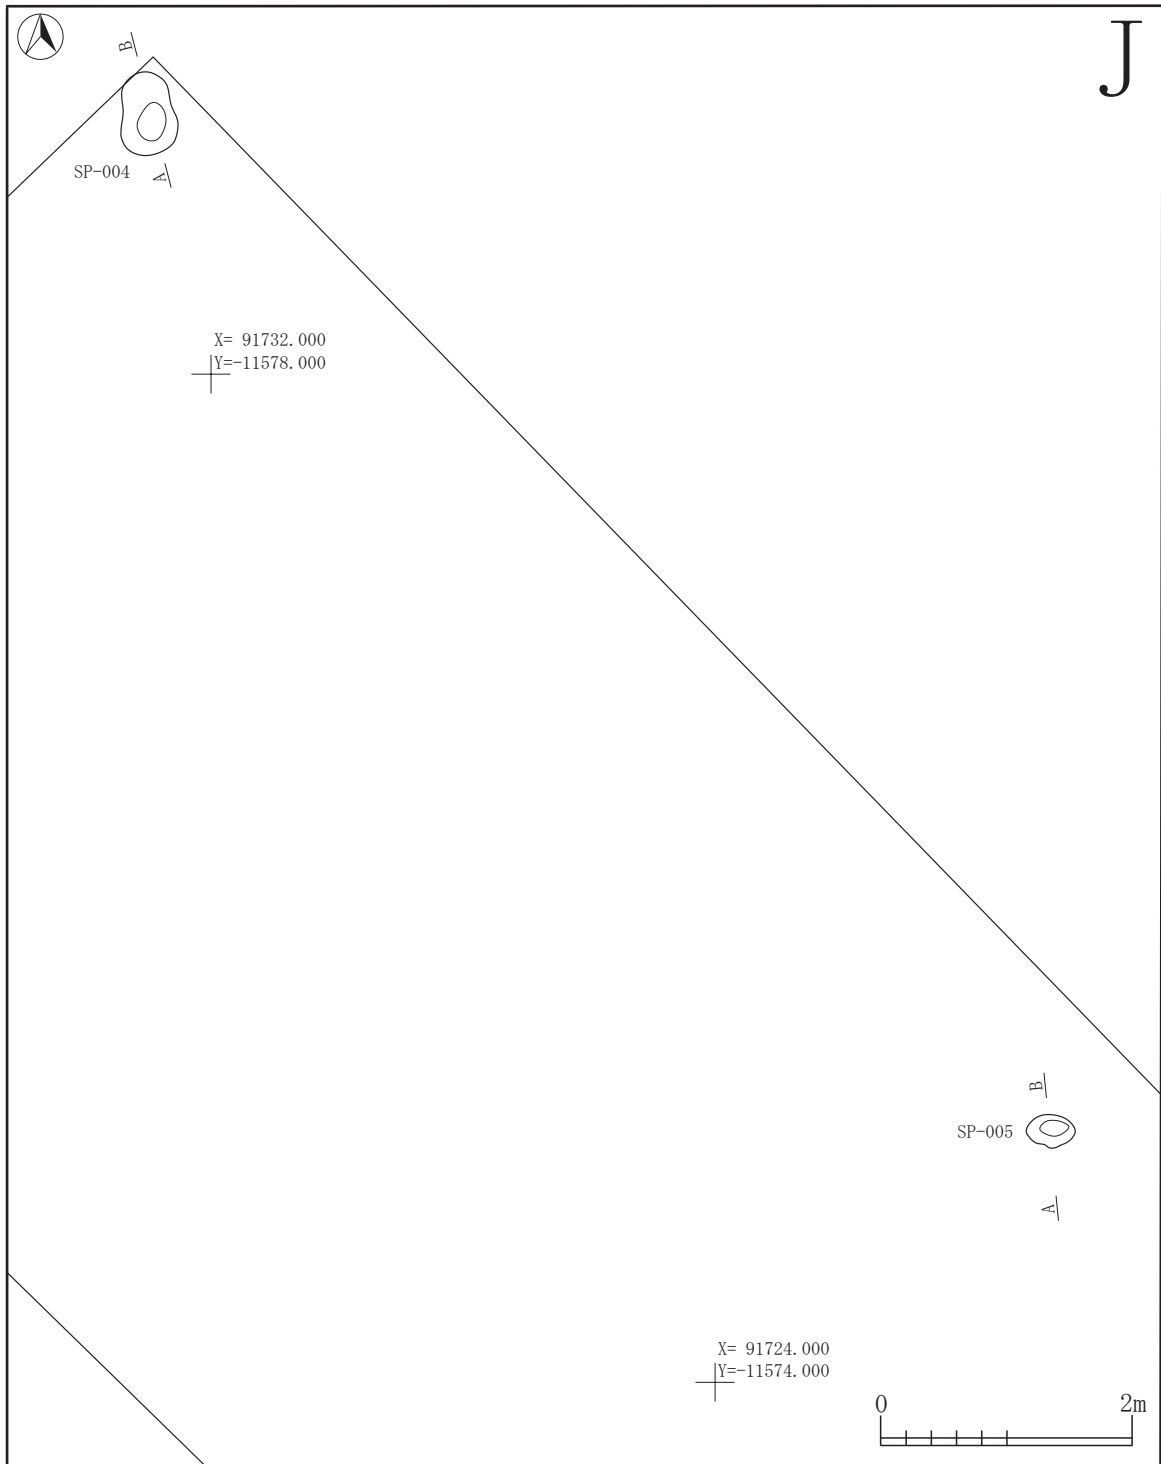 J
B
SP-004
A
X= 91732.000
Y=-11578.000
B
SP-005
A
X= 91724.000
Y=-11574.000
0 2m